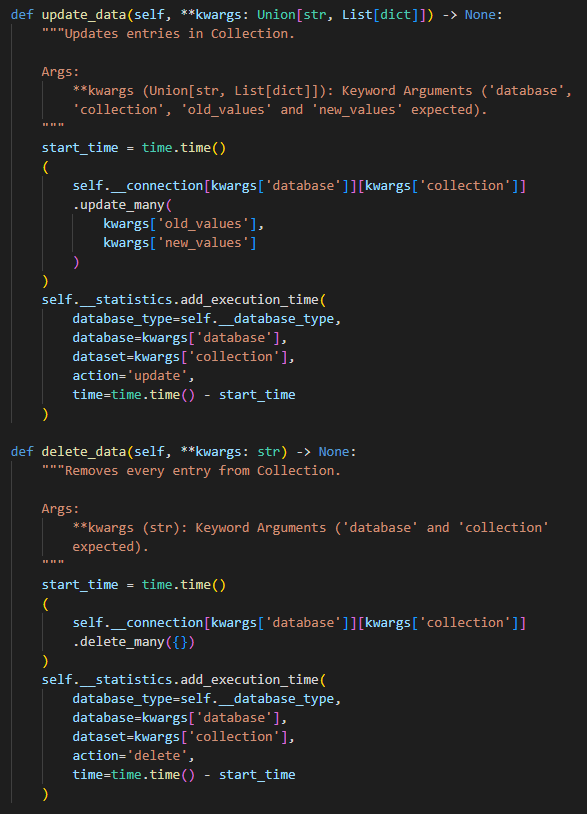 def update_data(self, **kwargs: Union[str, List[dict]]) -> None:
    """Updates entries in Collection.

    Args:
        **kwargs (Union[str, List[dict]]): Keyword Arguments ('database',
        'collection', 'old_values' and 'new_values' expected).
    """
    start_time = time.time()
    (
        self.__connection[kwargs['database']][kwargs['collection']]
        .update_many(
            kwargs['old_values'],
            kwargs['new_values']
        )
    )
    self.__statistics.add_execution_time(
        database_type=self.__database_type,
        database=kwargs['database'],
        dataset=kwargs['collection'],
        action='update',
        time=time.time() - start_time
    )

def delete_data(self, **kwargs: str) -> None:
    """Removes every entry from Collection.

    Args:
        **kwargs (str): Keyword Arguments ('database' and 'collection'
        expected).
    """
    start_time = time.time()
    (
        self.__connection[kwargs['database']][kwargs['collection']]
        .delete_many({})
    )
    self.__statistics.add_execution_time(
        database_type=self.__database_type,
        database=kwargs['database'],
        dataset=kwargs['collection'],
        action='delete',
        time=time.time() - start_time
    )